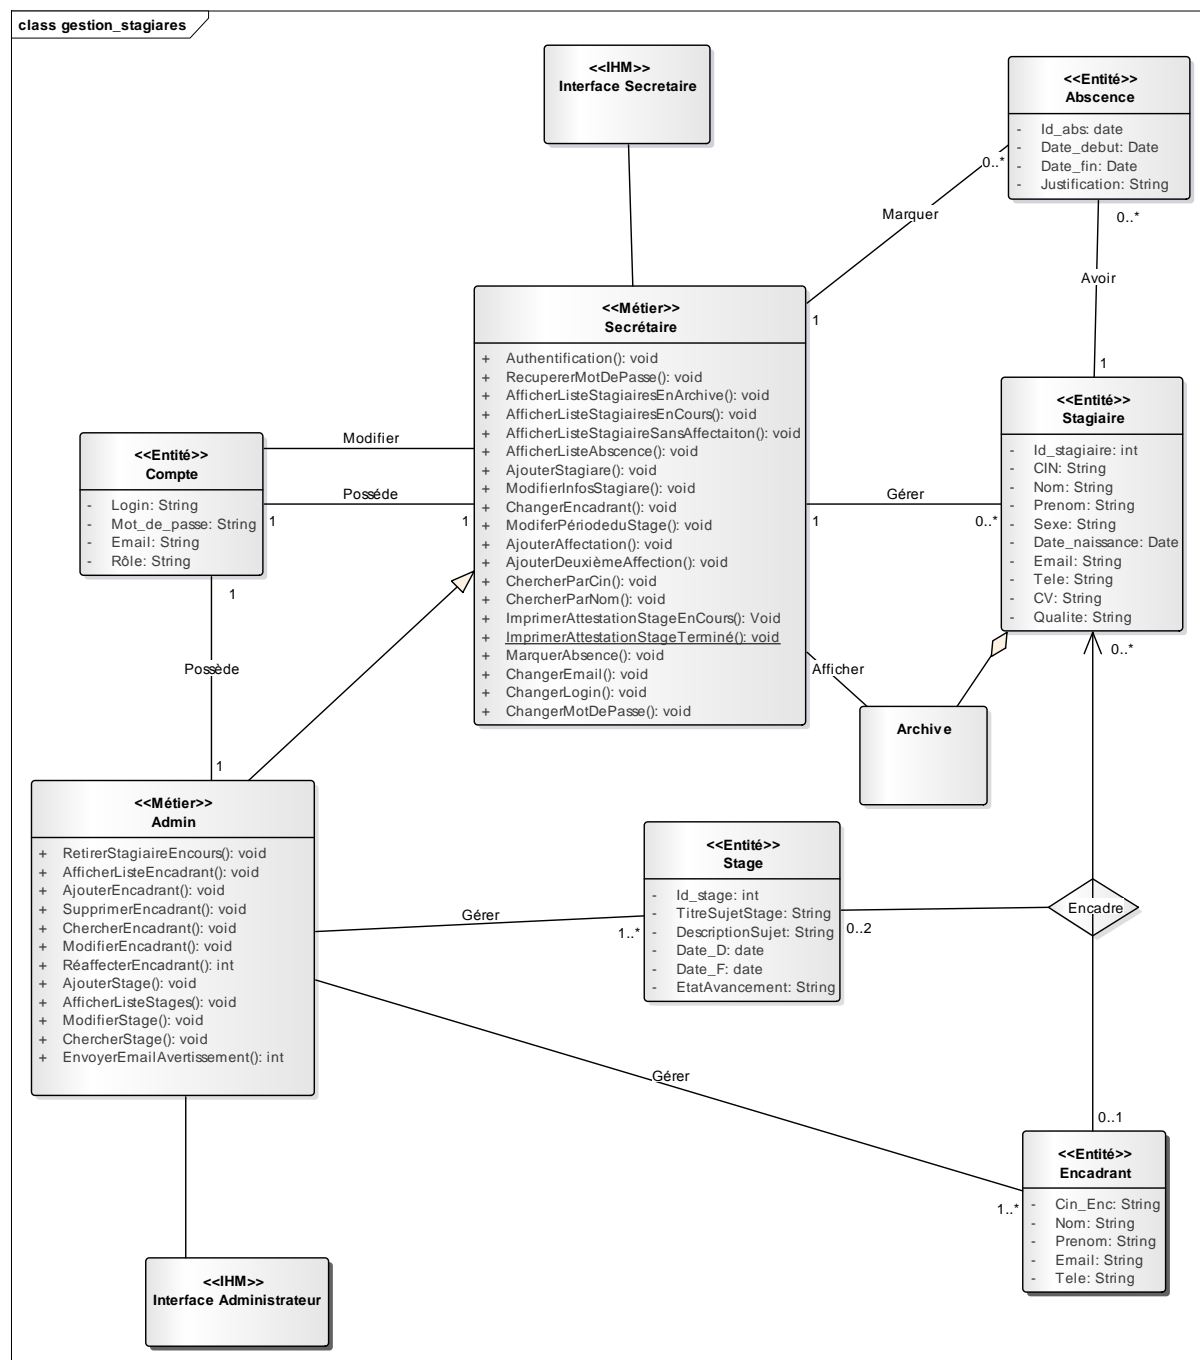 class gestion_stagiares
<<IHM>>
Interface Secretaire
<<Entité>>
Abscence
- Id_abs: date
- Date_debut: Date
- Date_fin: Date
- Justification: String
0..*
Marquer
1
0..*
Avoir
1
<<Métier>>
Secrétaire
+ Authentification(): void
+ RecupererMotDePasse(): void
+ AfficherListeStagiairesEnArchive(): void
+ AfficherListeStagiairesEnCours(): void
+ AfficherListeStagiaireSansAffectaiton(): void
+ AfficherListeAbscence(): void
+ AjouterStagiare(): void
+ ModifierInfosStagiare(): void
+ ChangerEncadrant(): void
+ ModiferPériodeduStage(): void
+ AjouterAffectation(): void
+ AjouterDeuxièmeAffection(): void
+ ChercherParCin(): void
+ ChercherParNom(): void
+ ImprimerAttestationStageEnCours(): Void
+ ImprimerAttestationStageTerminé(): void
+ MarquerAbsence(): void
+ ChangerEmail(): void
+ ChangerLogin(): void
+ ChangerMotDePasse(): void
<<Entité>>
Stagiaire
- Id_stagiaire: int
- CIN: String
- Nom: String
- Prenom: String
- Sexe: String
- Date_naissance: Date
- Email: String
- Tele: String
- CV: String
- Qualite: String
<<Entité>>
Compte
- Login: String
- Mot_de_passe: String
- Email: String
- Rôle: String
Modifier
Posséde
1
1
Gérer
1
0..*
1
Possède
1
Afficher
Archive
0..*
<<Métier>>
Admin
+ RetirerStagiaireEncours(): void
+ AfficherListeEncadrant(): void
+ AjouterEncadrant(): void
+ SupprimerEncadrant(): void
+ ChercherEncadrant(): void
+ ModifierEncadrant(): void
+ RéaffecterEncadrant(): int
+ AjouterStage(): void
+ AfficherListeStages(): void
+ ModifierStage(): void
+ ChercherStage(): void
+ EnvoyerEmailAvertissement(): int
Gérer
1..*
<<Entité>>
Stage
- Id_stage: int
- TitreSujetStage: String
- DescriptionSujet: String
- Date_D: date
- Date_F: date
- EtatAvancement: String
0..2
Encadre
Gérer
0..1
1..*
<<Entité>>
Encadrant
- Cin_Enc: String
- Nom: String
- Prenom: String
- Email: String
- Tele: String
<<IHM>>
Interface Administrateur